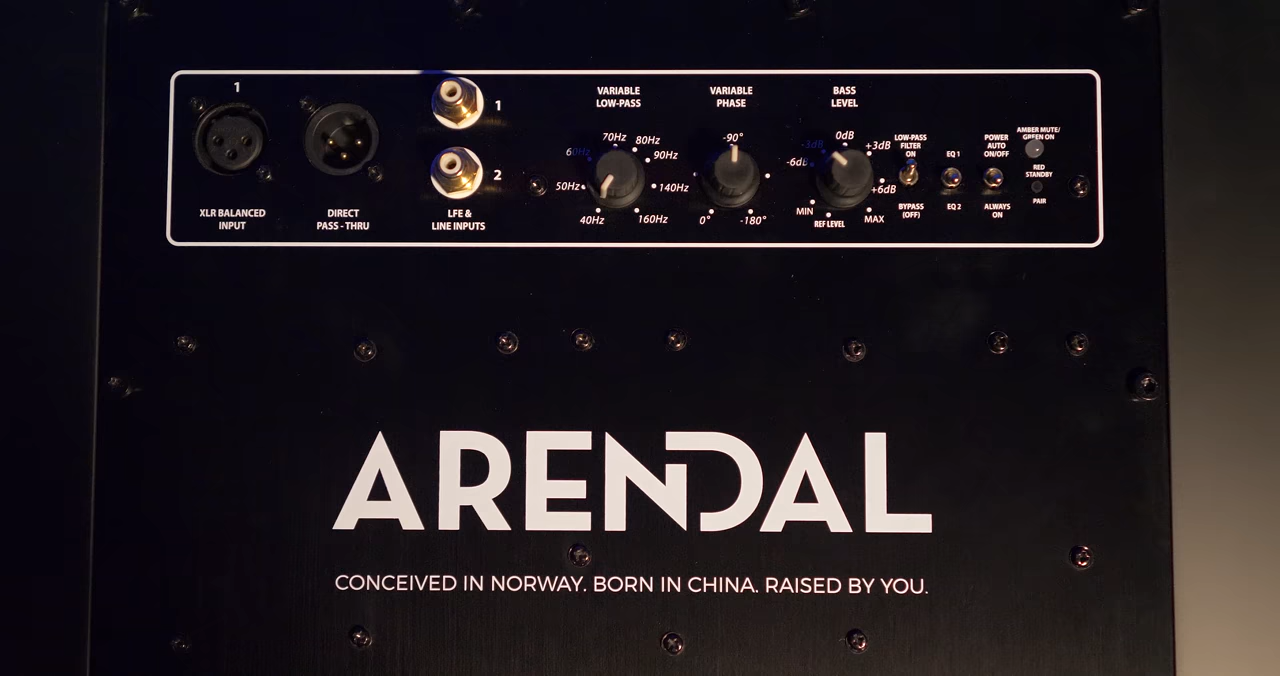 1
XLR BALANCED
INPUT
DIRECT
PASS - THRU
1
2
LFE &
LINE INPUTS
VARIABLE
LOW-PASS
40Hz
50Hz
60Hz
70Hz
80Hz
90Hz
140Hz
160Hz
VARIABLE
PHASE
0°
-90°
-180°
BASS
LEVEL
MIN
-6dB
-3dB
0dB
+3dB
+6dB
MAX
REF LEVEL
LOW-PASS
FILTER
ON
BYPASS
(OFF)
EQ 1
EQ 2
POWER
AUTO
ON/OFF
ALWAYS
ON
AMBER MUTE/
GREEN ON
RED
STANDBY
PAIR
ARENDAL
CONCEIVED IN NORWAY. BORN IN CHINA. RAISED BY YOU.